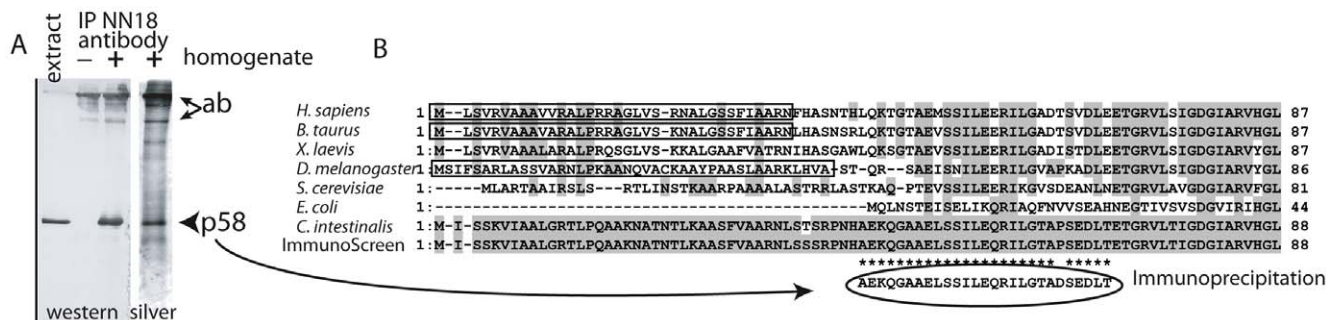 A
extract
IP NN18
antibody
– + + homogenate
B
ab
p58
western silver
H. sapiens 1:M--LSVRVAAAVVRALPRRAGLVS-RNALGSSFIAARNFHASNTHLQKTGTAEMSSILEERILGADTSVDLEETGRVLSIGDGIARVHGL 87
B. taurus 1:M--LSVRVAAAVARALPRRAGLVS-KNALGSSFIAARNLHASNSRLQKTGTAEVSSILEERILGADTSVDLEETGRVLSIGDGIARVHGL 87
X. laevis 1:M--LSVRVAAALARALPRQSGLVS-KKALGAAFVATRNIHASGAWLQKSGTAEVSSILEERILGADISTDLEETGRVLSIGDGIARVYGL 87
D. melanogaster 1:MSIFSARLASSVARNLPKAANQVACKAAYPAASLAARKLHVA-ST--QR--SAEISNILEERILGVAPKADLEETGRVLSIGDGIARVHGL 86
S. cerevisiae 1:------MLARTAAIRSLS---RTLINSTKAARPAAAALASTRRLASTKAQ-PTEVSSILEERIKGVSDEANLNETGRVLAVGDGIARVFGL 81
E. coli 1:----------------------------------------------MQLNSTEISELIKQRIAQFNVVSEAHNEGTIVSVSDGVIRIHGL 44
C. intestinalis 1:M-I-SSKVIAALGRTLPQAAKNATNTLKAASFVAARNLSTSRPNHAEKQGAAELSSILEQRILGTAPSEDLTETGRVLTIGDGIARVHGL 88
ImmunoScreen 1:M-I-SSKVIAALGRTLPQAAKNATNTLKAASFVAARNLSSSRPNHAEKQGAAELSSILEQRILGTAPSEDLTETGRVLTIGDGIARVHGL 88
********************* *****
AEKQGAAELSSILEQRILGTADSEDLT Immunoprecipitation